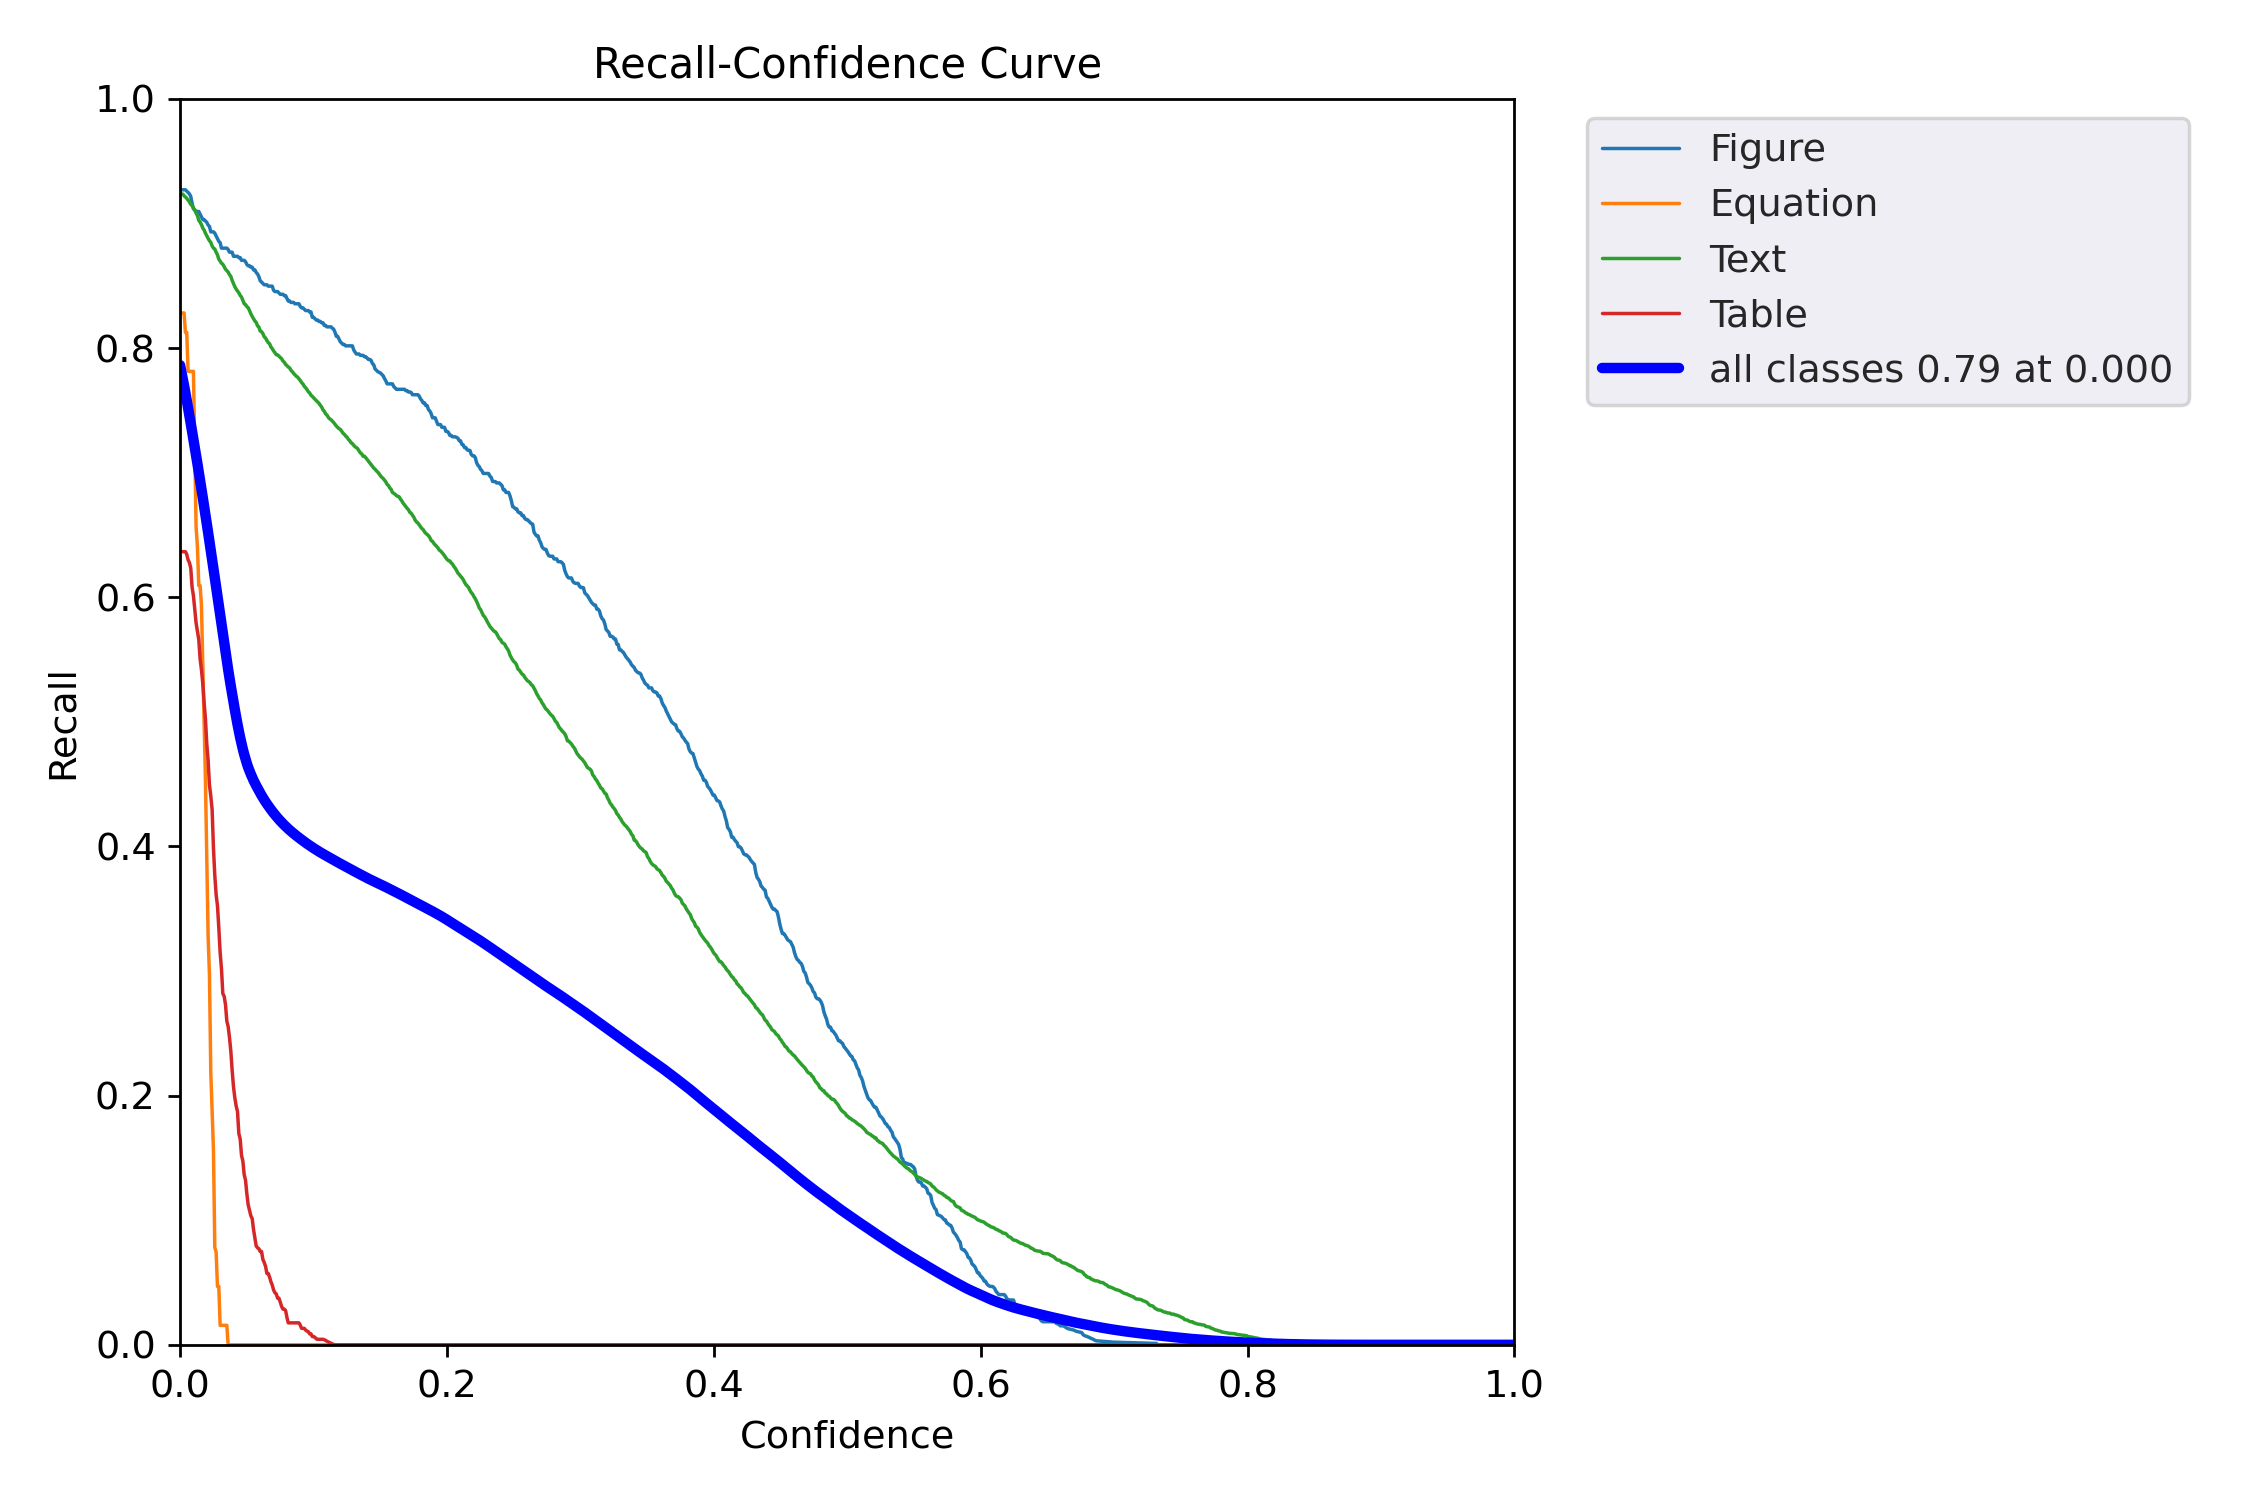 Recall-Confidence Curve
1.0
0.8
0.6
0.4
0.2
0.0
Recall
0.0 0.2 0.4 0.6 0.8 1.0
Confidence
Figure
Equation
Text
Table
all classes 0.79 at 0.000